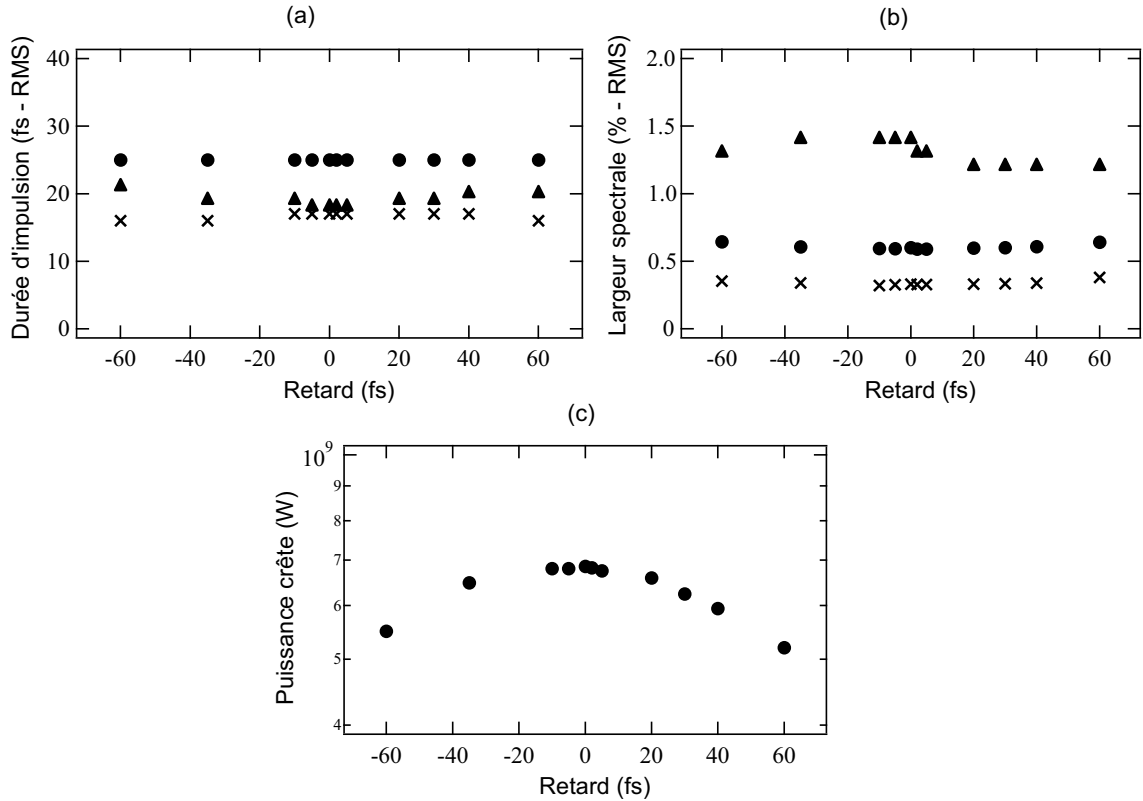 (a)
Durée d'impulsion (fs - RMS)
40
30
20
10
0
-60 -40 -20 0 20 40 60
Retard (fs)
(b)
Largeur spectrale (% - RMS)
2.0
1.5
1.0
0.5
0
-60 -40 -20 0 20 40 60
Retard (fs)
(c)
Puissance crête (W)
10⁹
9
8
7
6
5
4
-60 -40 -20 0 20 40 60
Retard (fs)